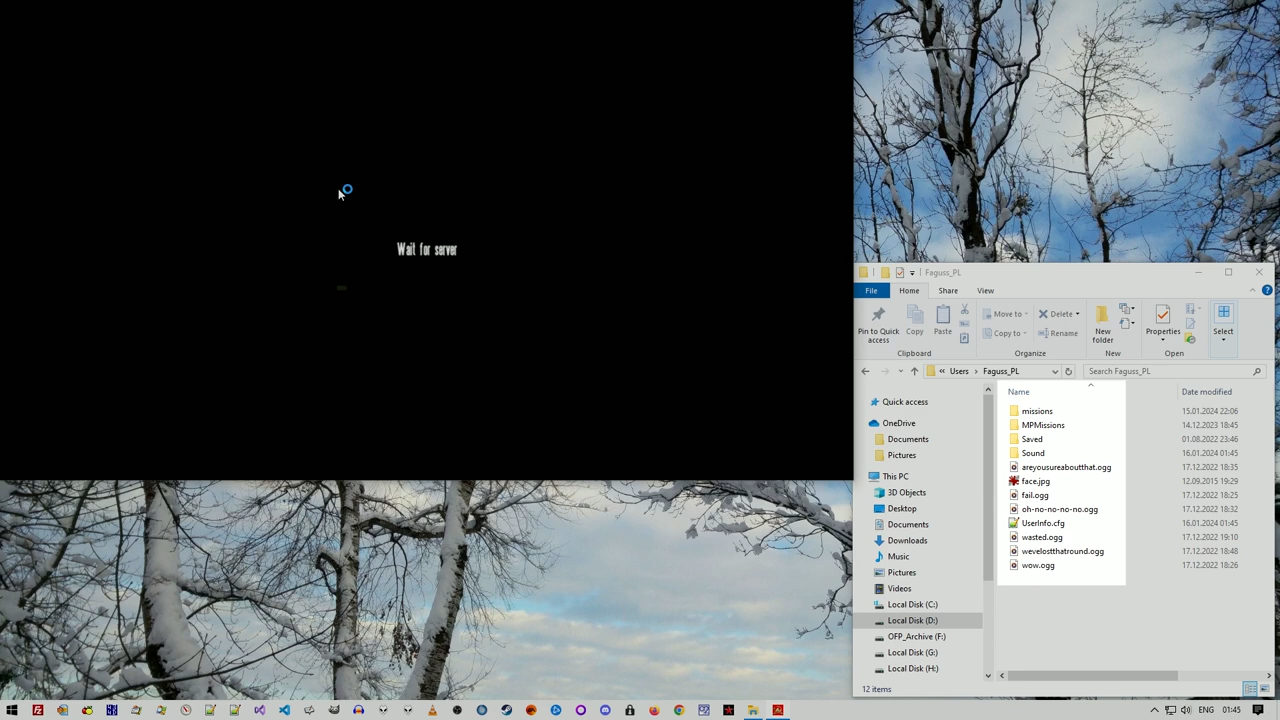 Wait for server
Faguss_PL
File Home Share View
Pin to Quick access
Copy
Paste
Move to
Copy to
Delete
Rename
New folder
Properties
Select
Clipboard Organize New Open
« Users › Faguss_PL
Search Faguss_PL
Quick access
OneDrive
Documents
Pictures
This PC
3D Objects
Desktop
Documents
Downloads
Music
Pictures
Videos
Local Disk (C:)
Local Disk (D:)
OFP_Archive (F:)
Local Disk (G:)
Local Disk (H:)
Name Date modified
missions 15.01.2024 22:06
MPMissions 14.12.2023 18:45
Saved 01.08.2022 23:46
Sound 16.01.2024 01:45
areyousureaboutthat.ogg 17.12.2022 18:35
face.jpg 12.09.2015 19:29
fail.ogg 17.12.2022 18:25
oh-no-no-no-no.ogg 17.12.2022 18:32
UserInfo.cfg 16.01.2024 01:45
wasted.ogg 17.12.2022 19:10
wevelostthatround.ogg 17.12.2022 18:48
wow.ogg 17.12.2022 18:26
12 items
ENG 01:45